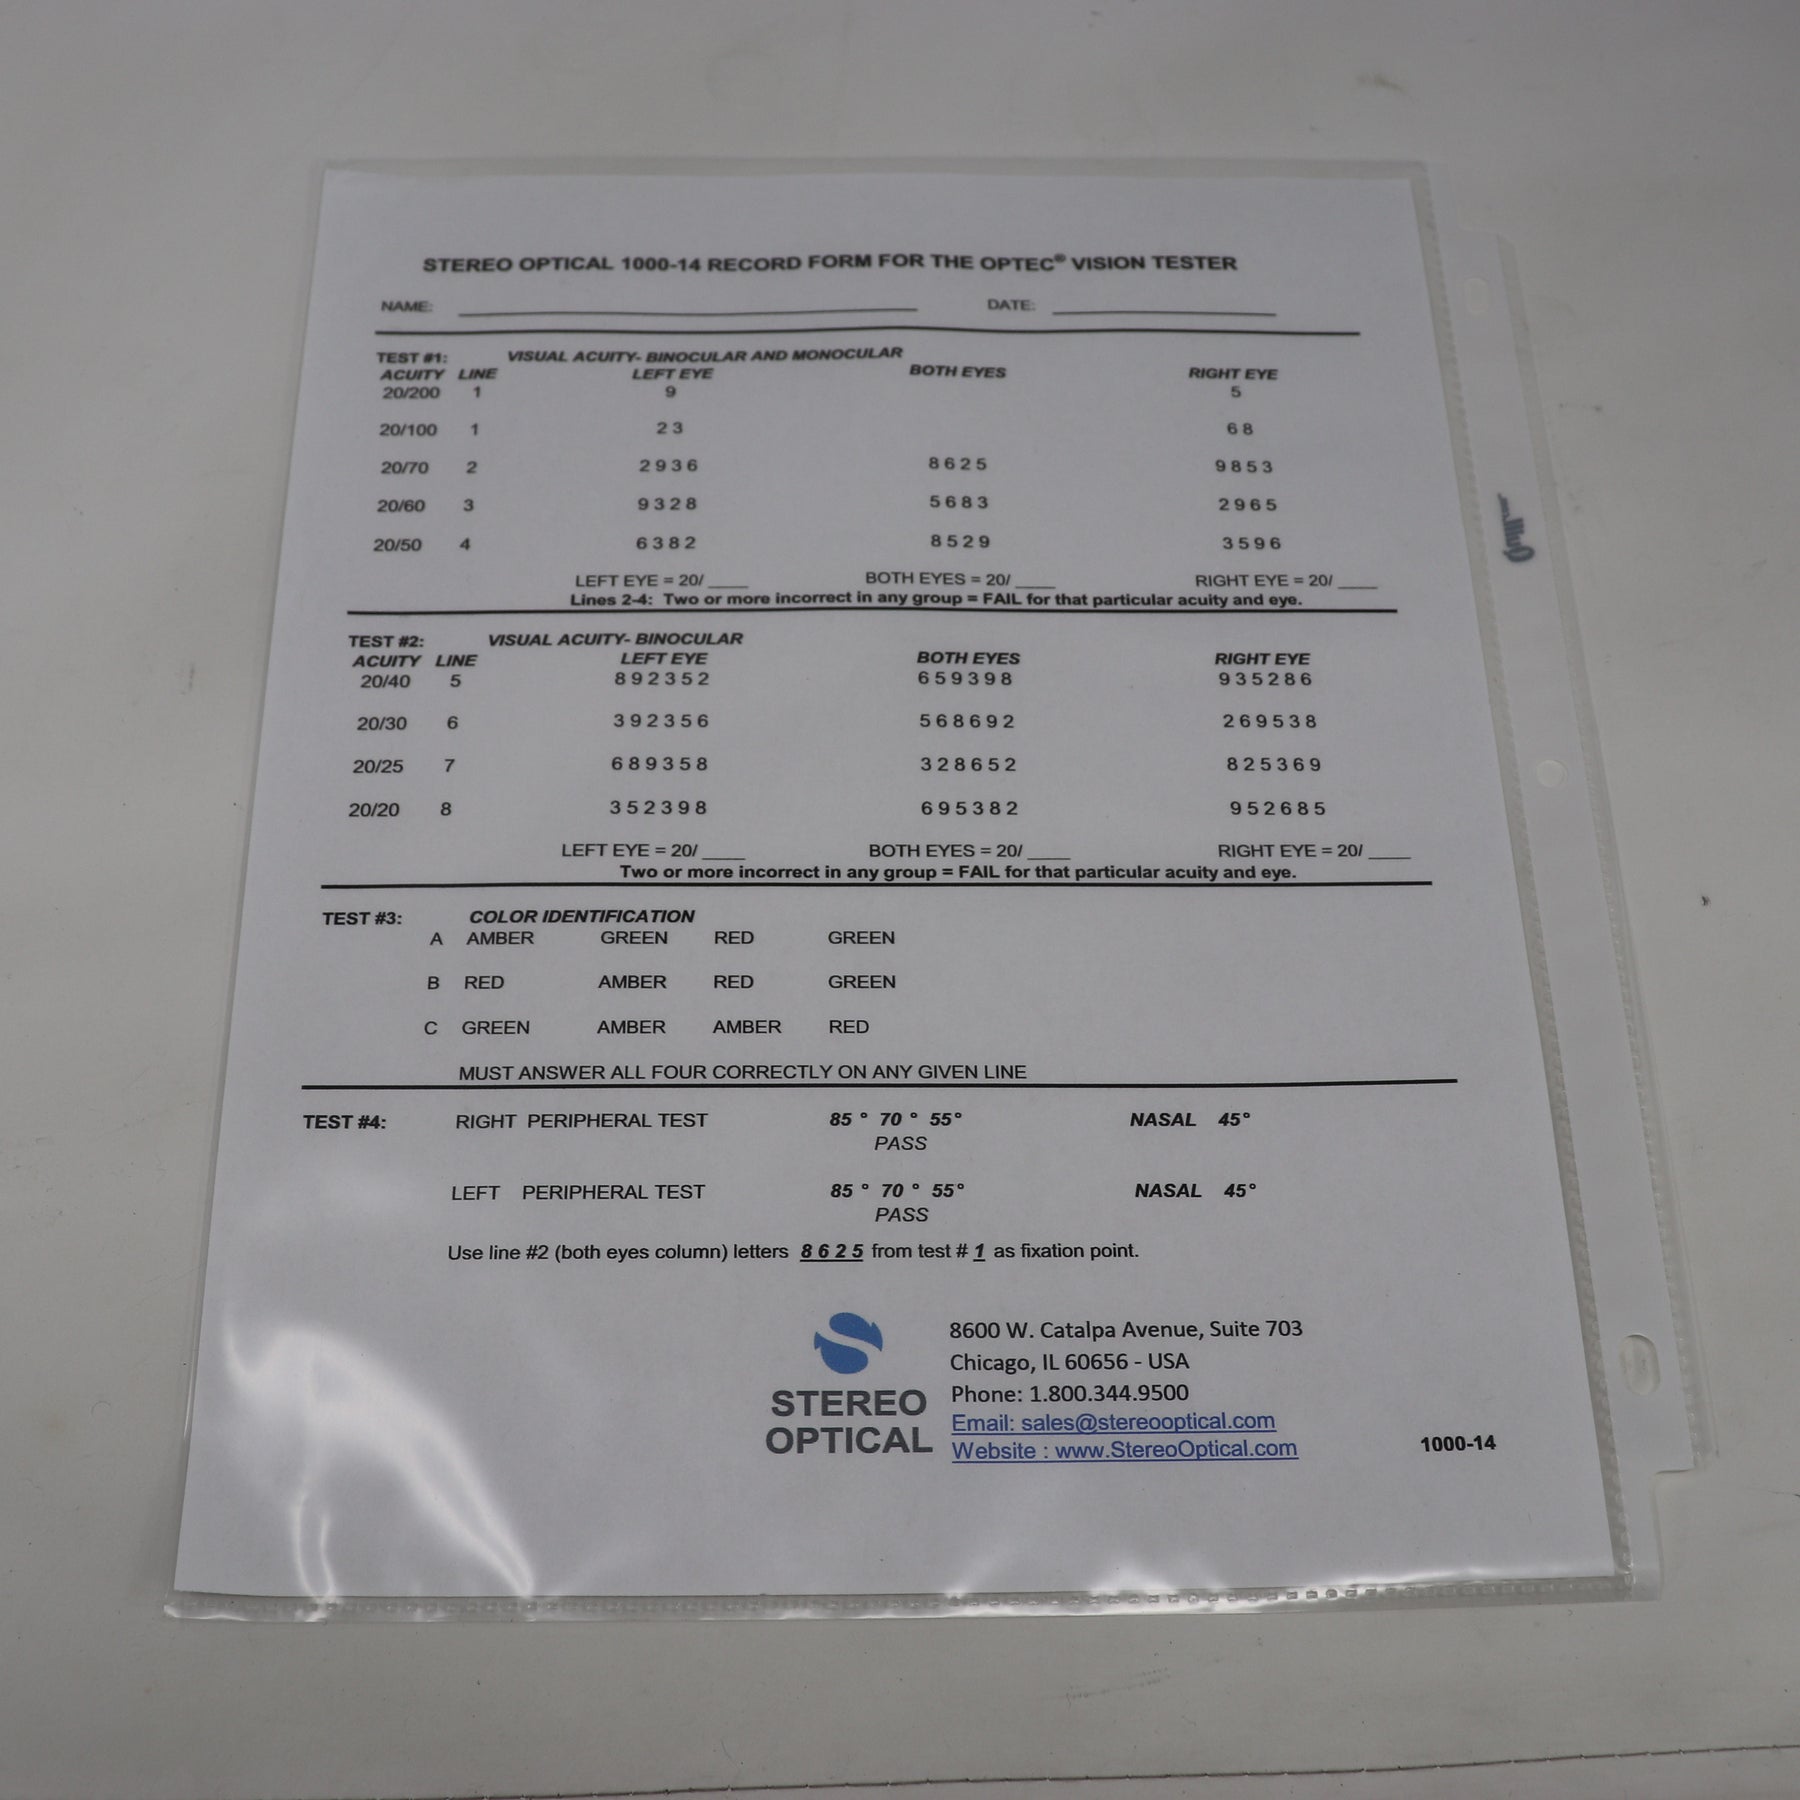 STEREO OPTICAL 1000-14 RECORD FORM FOR THE OPTEC® VISION TESTER
NAME: ____________ DATE: ____________
TEST #1: VISUAL ACUITY- BINOCULAR AND MONOCULAR
ACUITY LINE LEFT EYE BOTH EYES RIGHT EYE
20/200 1 9 5
20/100 1 2 3 6 8
20/70 2 2 9 3 6 8 6 2 5 9 8 5 3
20/60 3 9 3 2 8 5 6 8 3 2 9 6 5
20/50 4 6 3 8 2 8 5 2 9 3 5 9 6
LEFT EYE = 20/ ____ BOTH EYES = 20/ ____ RIGHT EYE = 20/ ____
Lines 2-4: Two or more incorrect in any group = FAIL for that particular acuity and eye.
TEST #2: VISUAL ACUITY- BINOCULAR
ACUITY LINE LEFT EYE BOTH EYES RIGHT EYE
20/40 5 8 9 2 3 5 2 6 5 9 3 9 8 9 3 5 2 8 6
20/30 6 3 9 2 3 5 6 5 6 8 6 9 2 2 6 9 5 3 8
20/25 7 6 8 9 3 5 8 3 2 8 6 5 2 8 2 5 3 6 9
20/20 8 3 5 2 3 9 8 6 9 5 3 8 2 9 5 2 6 8 5
LEFT EYE = 20/ ____ BOTH EYES = 20/ ____ RIGHT EYE = 20/ ____
Two or more incorrect in any group = FAIL for that particular acuity and eye.
TEST #3: COLOR IDENTIFICATION
A AMBER GREEN RED GREEN
B RED AMBER RED GREEN
C GREEN AMBER AMBER RED
MUST ANSWER ALL FOUR CORRECTLY ON ANY GIVEN LINE
TEST #4: RIGHT PERIPHERAL TEST 85 ° 70 ° 55° NASAL 45°
PASS
LEFT PERIPHERAL TEST 85 ° 70 ° 55° NASAL 45°
PASS
Use line #2 (both eyes column) letters 8 6 2 5 from test # 1 as fixation point.
STEREO
OPTICAL
8600 W. Catalpa Avenue, Suite 703
Chicago, IL 60656 - USA
Phone: 1.800.344.9500
Email: sales@stereooptical.com
Website : www.StereoOptical.com
1000-14